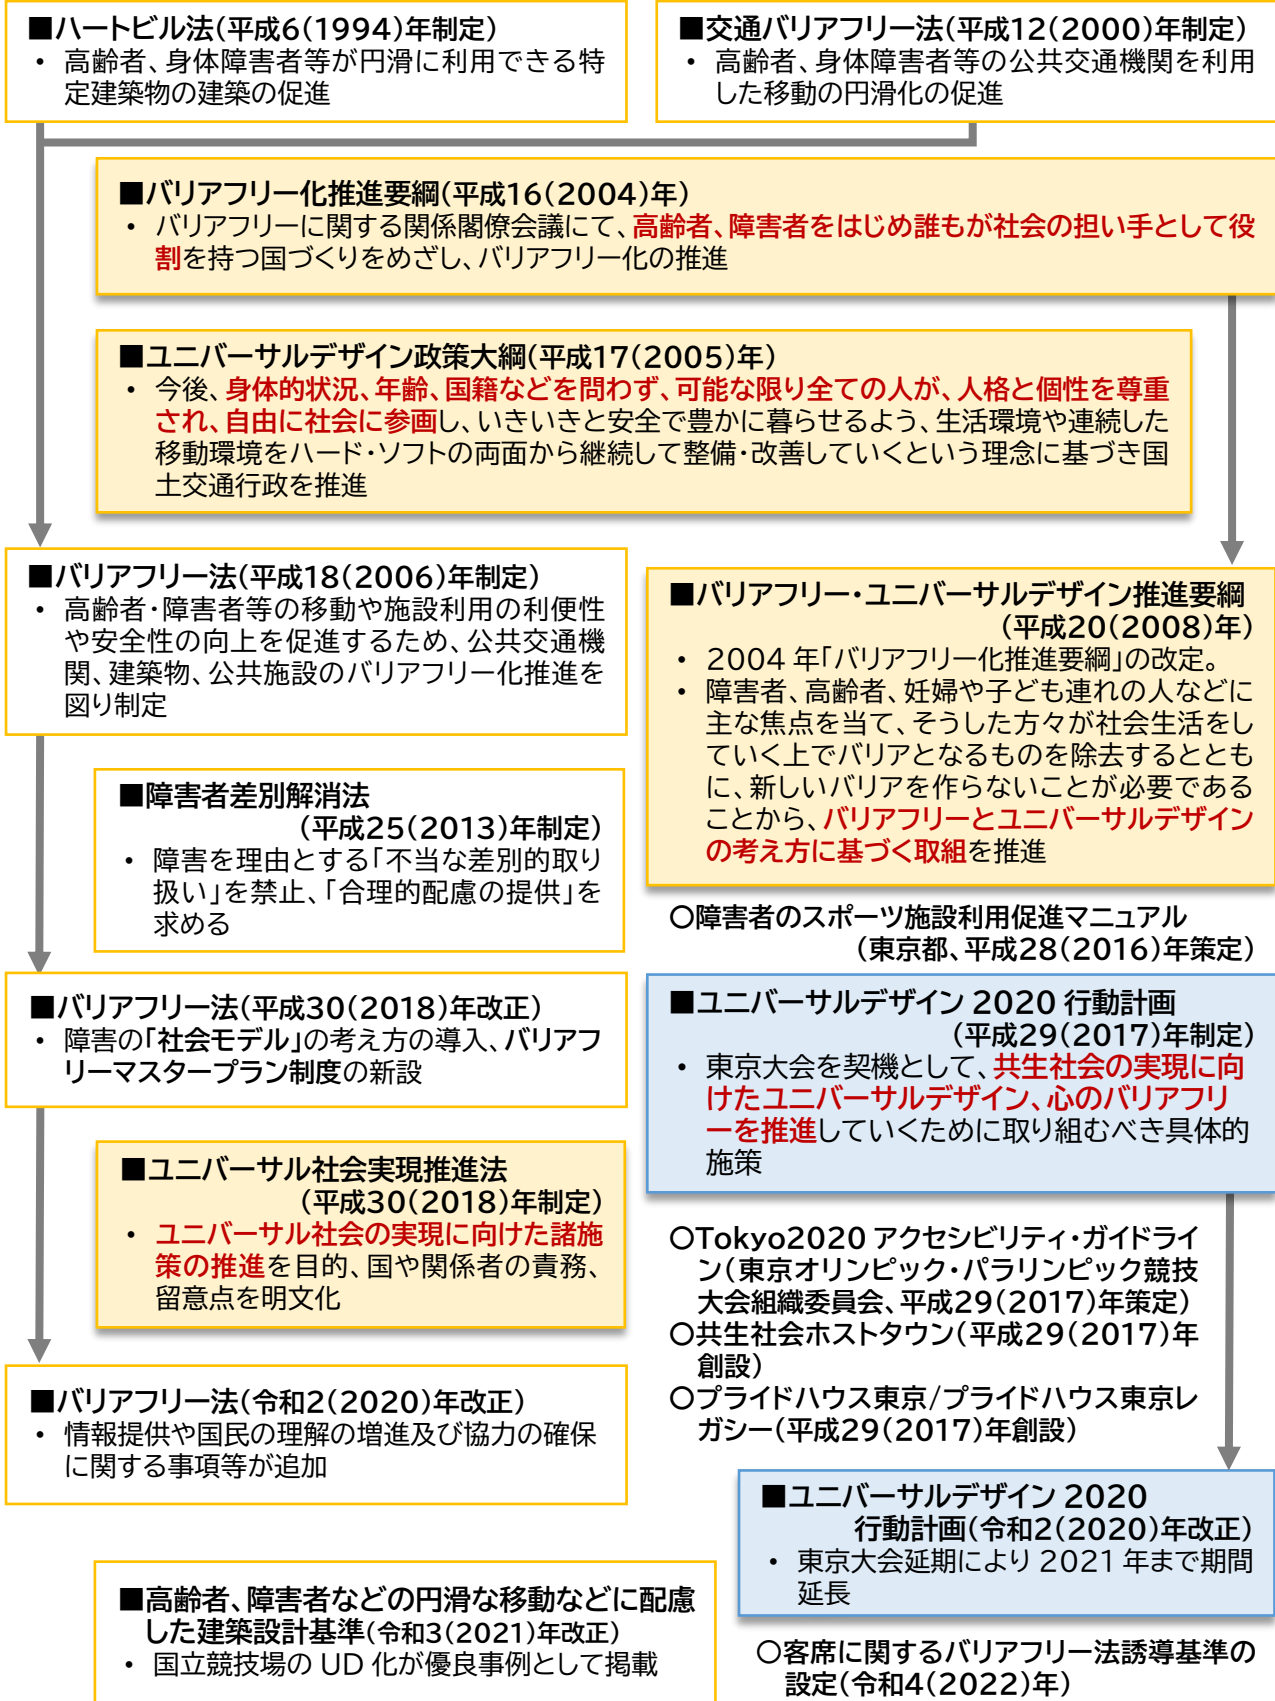 ■ハートビル法(平成6(1994)年制定)
• 高齢者、身体障害者等が円滑に利用できる特
定建築物の建築の促進
■交通バリアフリー法(平成12(2000)年制定)
• 高齢者、身体障害者等の公共交通機関を利用
した移動の円滑化の促進
■バリアフリー化推進要綱(平成16(2004)年)
• バリアフリーに関する関係閣僚会議にて、高齢者、障害者をはじめ誰もが社会の担い手として役
割を持つ国づくりをめざし、バリアフリー化の推進
■ユニバーサルデザイン政策大綱(平成17(2005)年)
• 今後、身体的状況、年齢、国籍などを問わず、可能な限り全ての人が、人格と個性を尊重
され、自由に社会に参画し、いきいきと安全で豊かに暮らせるよう、生活環境や連続した
移動環境をハード・ソフトの両面から継続して整備・改善していくという理念に基づき国
土交通行政を推進
■バリアフリー法(平成18(2006)年制定)
• 高齢者・障害者等の移動や施設利用の利便性
や安全性の向上を促進するため、公共交通機
関、建築物、公共施設のバリアフリー化推進を
図り制定
■バリアフリー・ユニバーサルデザイン推進要綱
(平成20(2008)年)
• 2004 年「バリアフリー化推進要綱」の改定。
• 障害者、高齢者、妊婦や子ども連れの人などに
主な焦点を当て、そうした方々が社会生活をし
ていく上でバリアとなるものを除去するととも
に、新しいバリアを作らないことが必要である
ことから、バリアフリーとユニバーサルデザイン
の考え方に基づく取組を推進
■障害者差別解消法
(平成25(2013)年制定)
• 障害を理由とする「不当な差別的取り
扱い」を禁止、「合理的配慮の提供」を
求める
○障害者のスポーツ施設利用促進マニュアル
(東京都、平成28(2016)年策定)
■バリアフリー法(平成30(2018)年改正)
• 障害の「社会モデル」の考え方の導入、バリアフ
リーマスタープラン制度の新設
■ユニバーサルデザイン 2020 行動計画
(平成29(2017)年制定)
• 東京大会を契機として、共生社会の実現に向
けたユニバーサルデザイン、心のバリアフリ
ーを推進していくために取り組むべき具体的
施策
■ユニバーサル社会実現推進法
(平成30(2018)年制定)
• ユニバーサル社会の実現に向けた諸施
策の推進を目的、国や関係者の責務、
留意点を明文化
○Tokyo2020 アクセシビリティ・ガイドライ
ン(東京オリンピック・パラリンピック競技
大会組織委員会、平成29(2017)年策定)
○共生社会ホストタウン(平成29(2017)年
創設)
○プライドハウス東京/プライドハウス東京レ
ガシー(平成29(2017)年創設)
■バリアフリー法(令和2(2020)年改正)
• 情報提供や国民の理解の増進及び協力の確保
に関する事項等が追加
■ユニバーサルデザイン 2020
行動計画(令和2(2020)年改正)
• 東京大会延期により 2021 年まで期間
延長
■高齢者、障害者などの円滑な移動などに配慮
した建築設計基準(令和3(2021)年改正)
• 国立競技場の UD 化が優良事例として掲載
○客席に関するバリアフリー法誘導基準の
設定(令和4(2022)年)